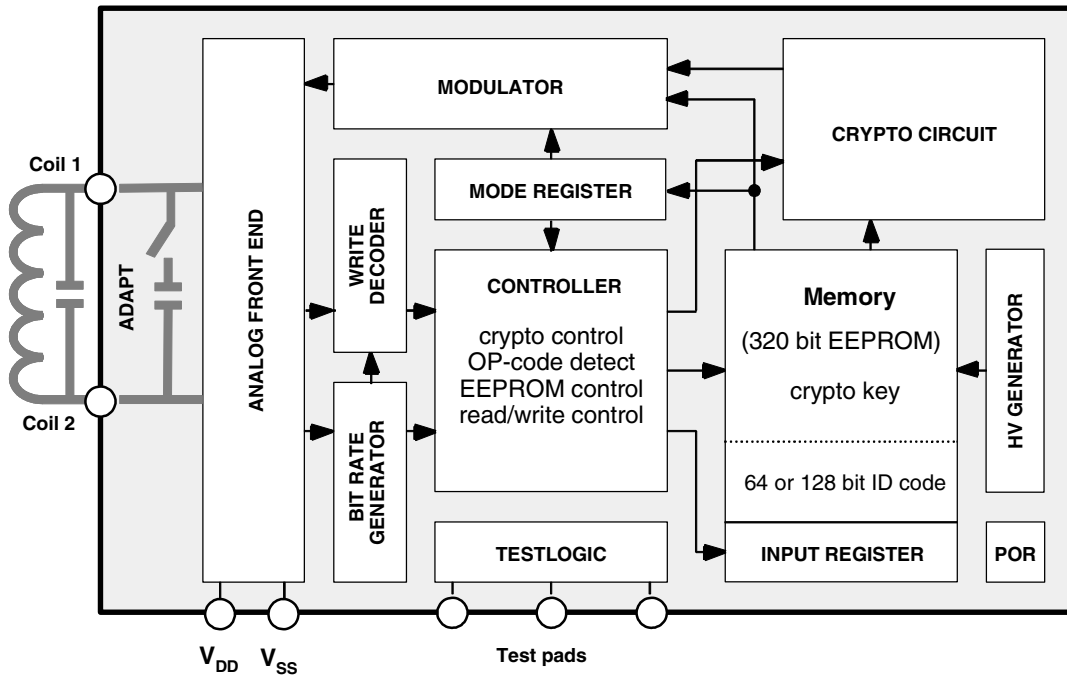 MODULATOR
CRYPTO CIRCUIT
Coil 1
MODE REGISTER
ADAPT
ANALOG FRONT END
WRITE
DECODER
CONTROLLER
crypto control
OP-code detect
EEPROM control
read/write control
Memory
(320 bit EEPROM)
crypto key
HV GENERATOR
Coil 2
BIT RATE
GENERATOR
64 or 128 bit ID code
TESTLOGIC
INPUT REGISTER
POR
VDD
VSS
Test pads